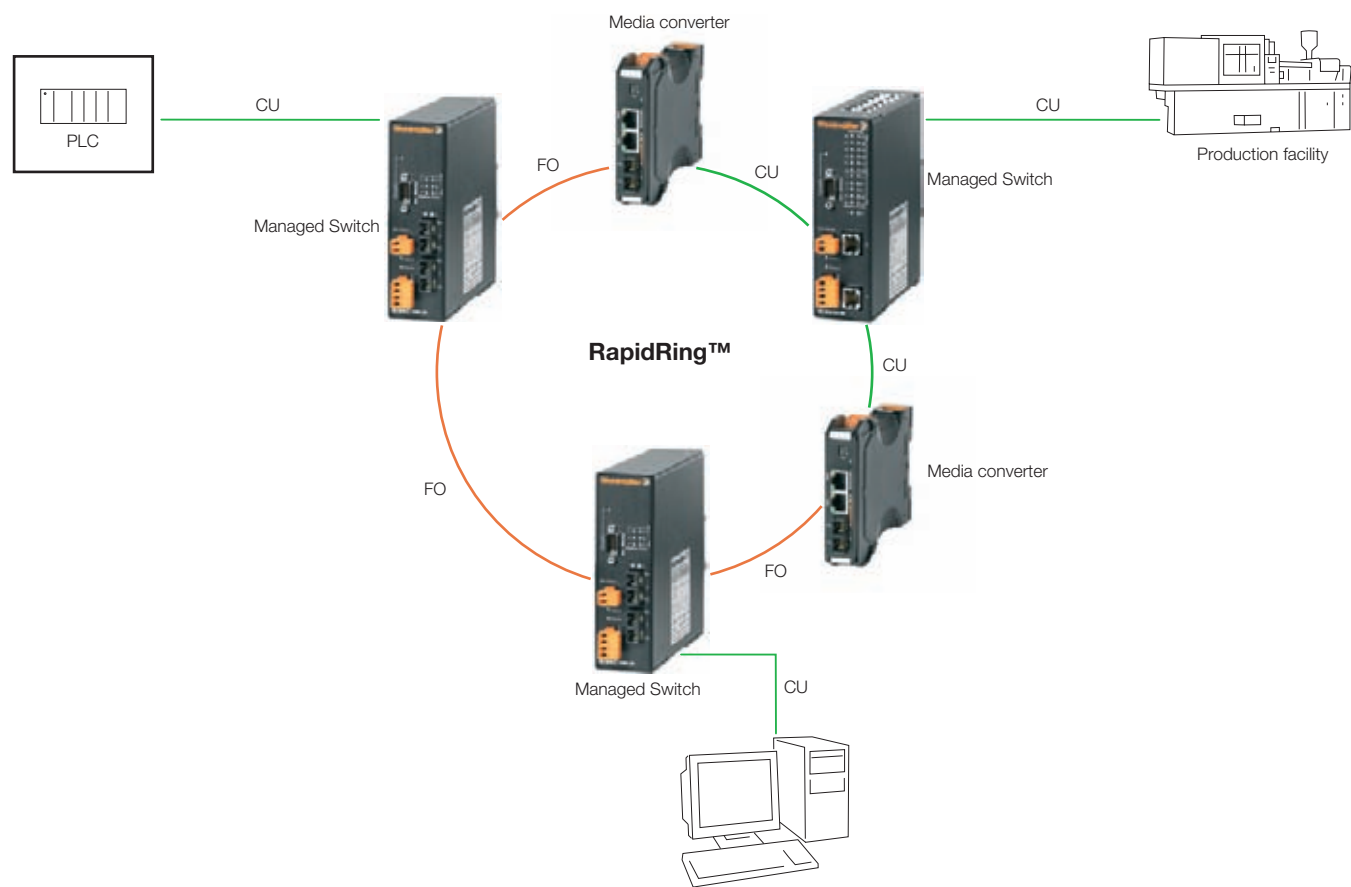 Media converter
CU
CU
PLC
FO
CU
Production facility
Managed Switch
Managed Switch
RapidRing™
CU
Media converter
FO
FO
Managed Switch
CU